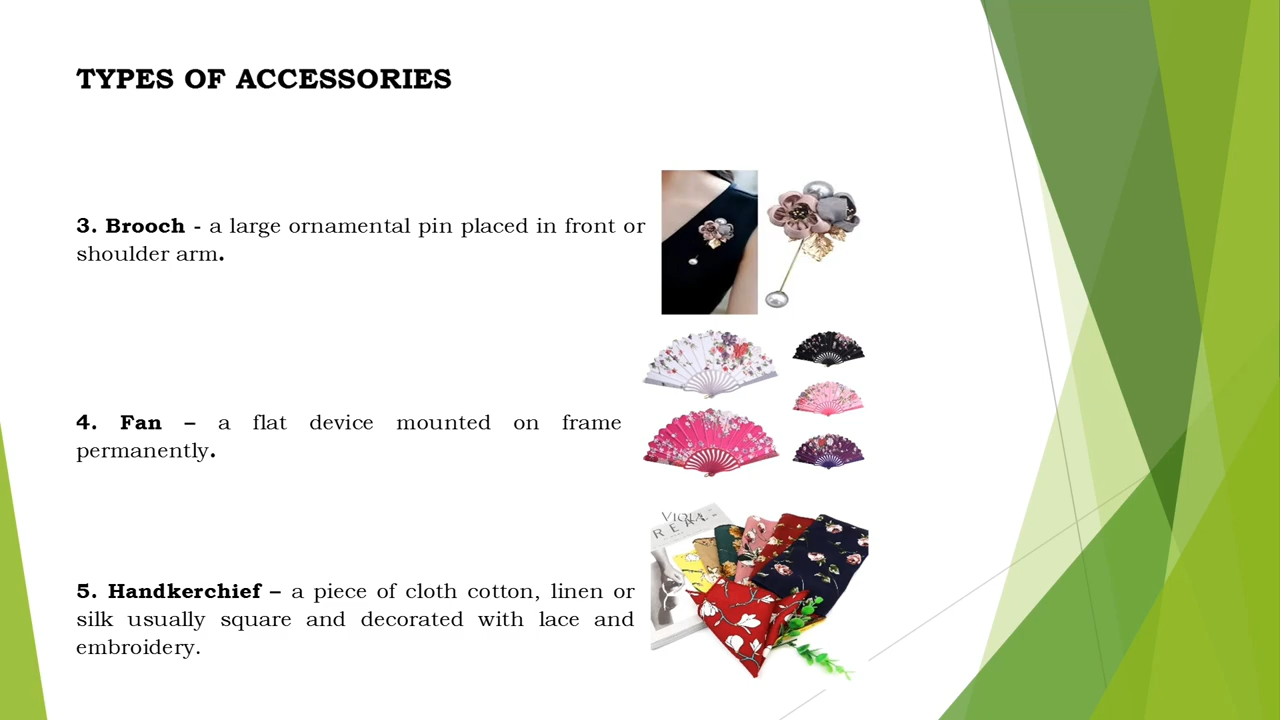 TYPES OF ACCESSORIES
3. Brooch - a large ornamental pin placed in front or
shoulder arm.
4. Fan – a flat device mounted on frame
permanently.
5. Handkerchief – a piece of cloth cotton, linen or
silk usually square and decorated with lace and
embroidery.
VIOLA
REA